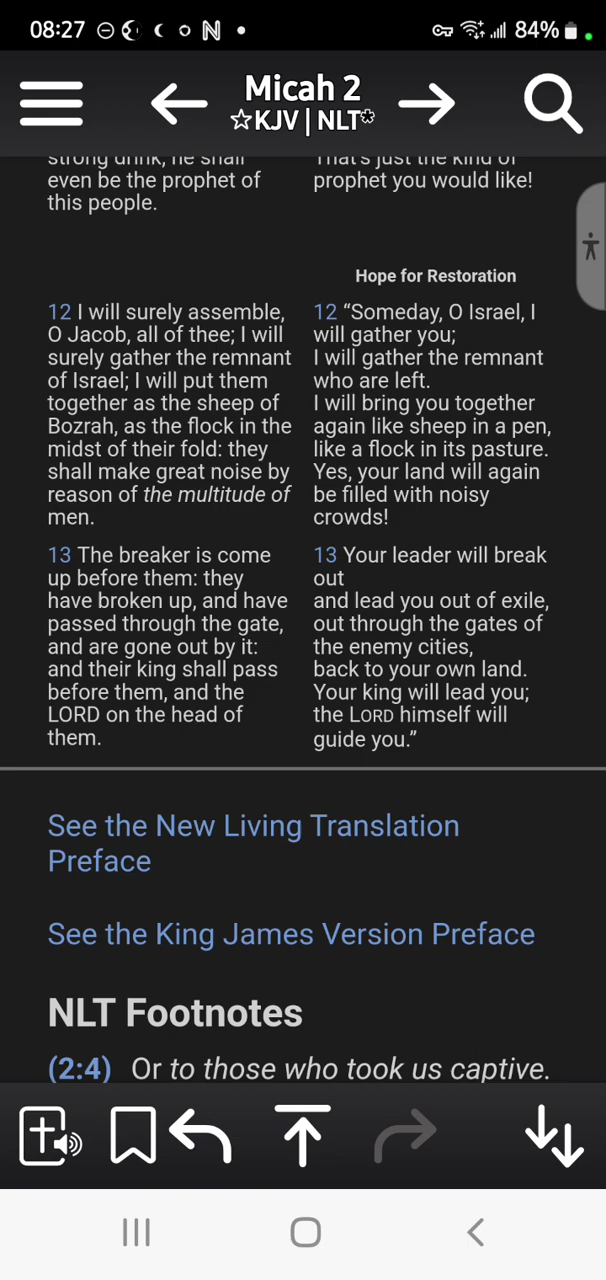 08:27
84%
Micah 2
☆KJV | NLT*
strong drink, he shall
even be the prophet of
this people.
That's just the kind of
prophet you would like!
Hope for Restoration
12 I will surely assemble,
O Jacob, all of thee; I will
surely gather the remnant
of Israel; I will put them
together as the sheep of
Bozrah, as the flock in the
midst of their fold: they
shall make great noise by
reason of the multitude of
men.
13 The breaker is come
up before them: they
have broken up, and have
passed through the gate,
and are gone out by it:
and their king shall pass
before them, and the
LORD on the head of
them.
12 “Someday, O Israel, I
will gather you;
I will gather the remnant
who are left.
I will bring you together
again like sheep in a pen,
like a flock in its pasture.
Yes, your land will again
be filled with noisy
crowds!
13 Your leader will break
out
and lead you out of exile,
out through the gates of
the enemy cities,
back to your own land.
Your king will lead you;
the LORD himself will
guide you.”
See the New Living Translation
Preface
See the King James Version Preface
NLT Footnotes
(2:4) Or to those who took us captive.